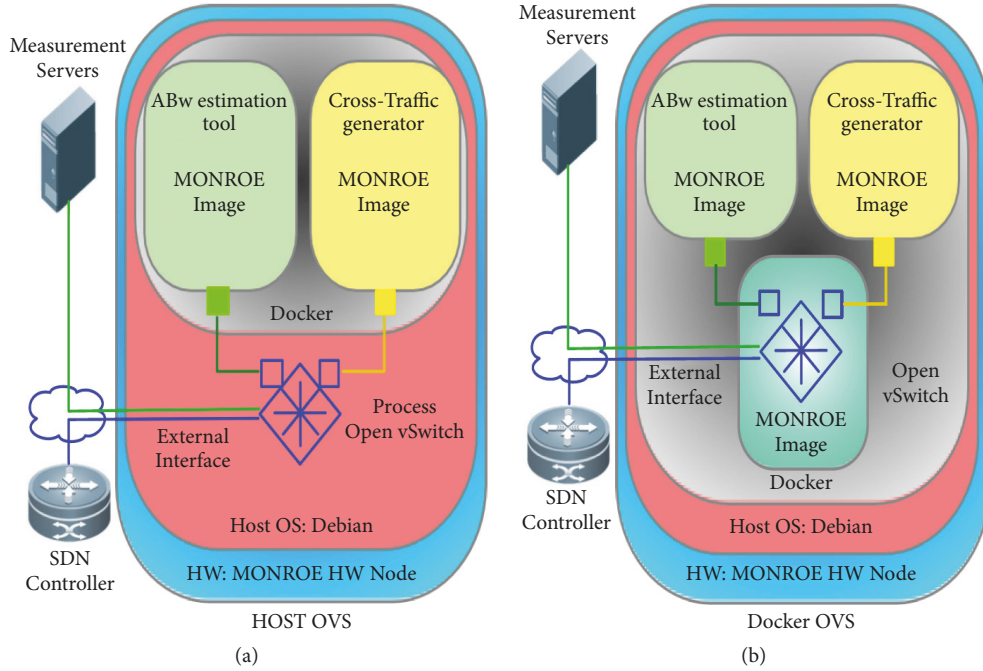 Measurement
Servers
ABw estimation
tool
MONROE
Image
Cross-Traffic
generator
MONROE
Image
Docker
Process
Open vSwitch
External
Interface
SDN
Controller
Host OS: Debian
HW: MONROE HW Node
HOST OVS
(a)
Measurement
Servers
ABw estimation
tool
MONROE
Image
Cross-Traffic
generator
MONROE
Image
External
Interface
Open
vSwitch
MONROE
Image
Docker
SDN
Controller
Host OS: Debian
HW: MONROE HW Node
Docker OVS
(b)